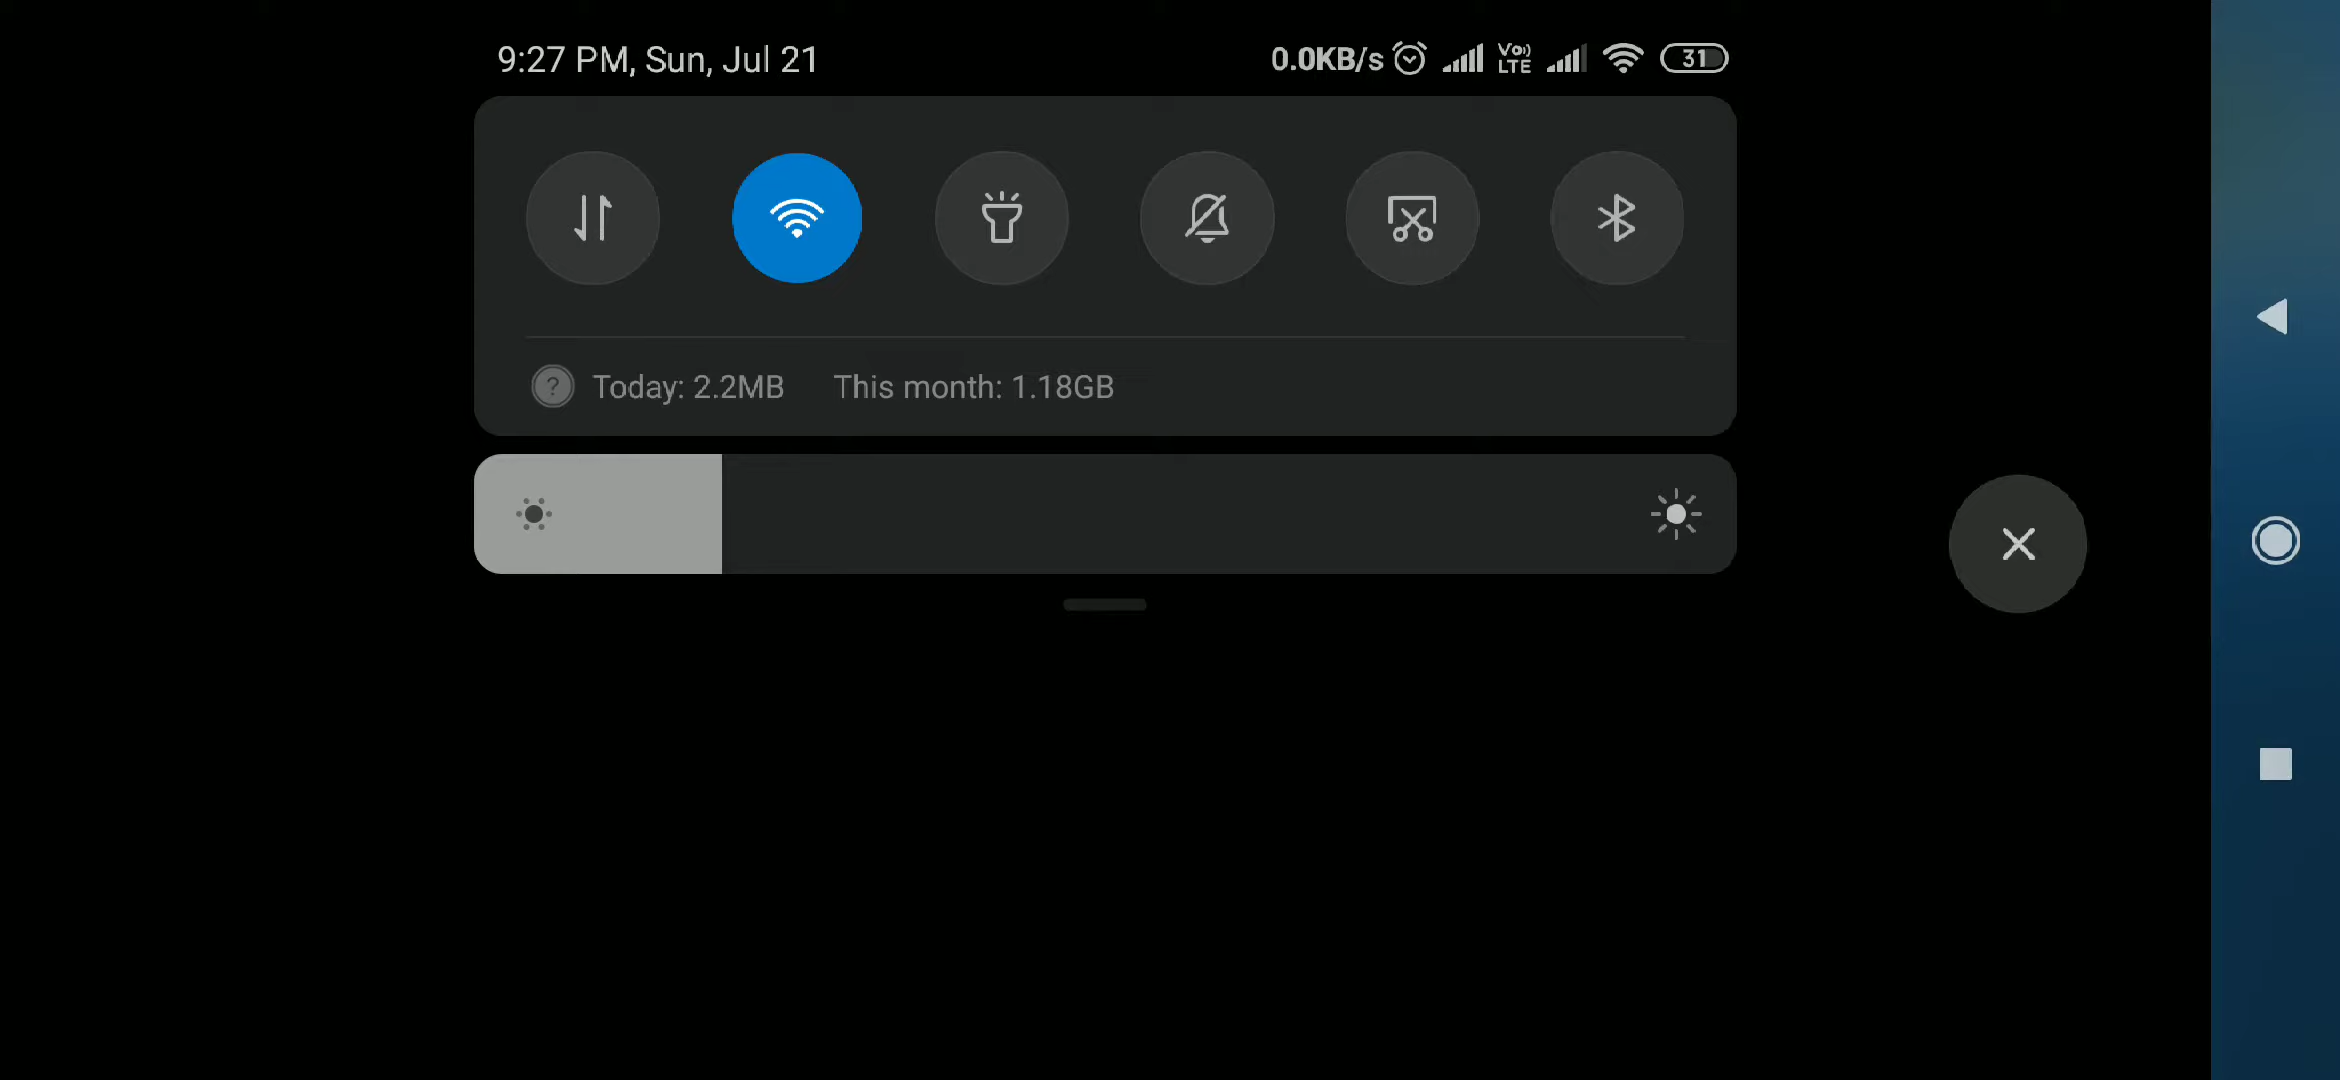 9:27 PM, Sun, Jul 21 0.0KB/s Vo)) LTE 31
? Today: 2.2MB This month: 1.18GB